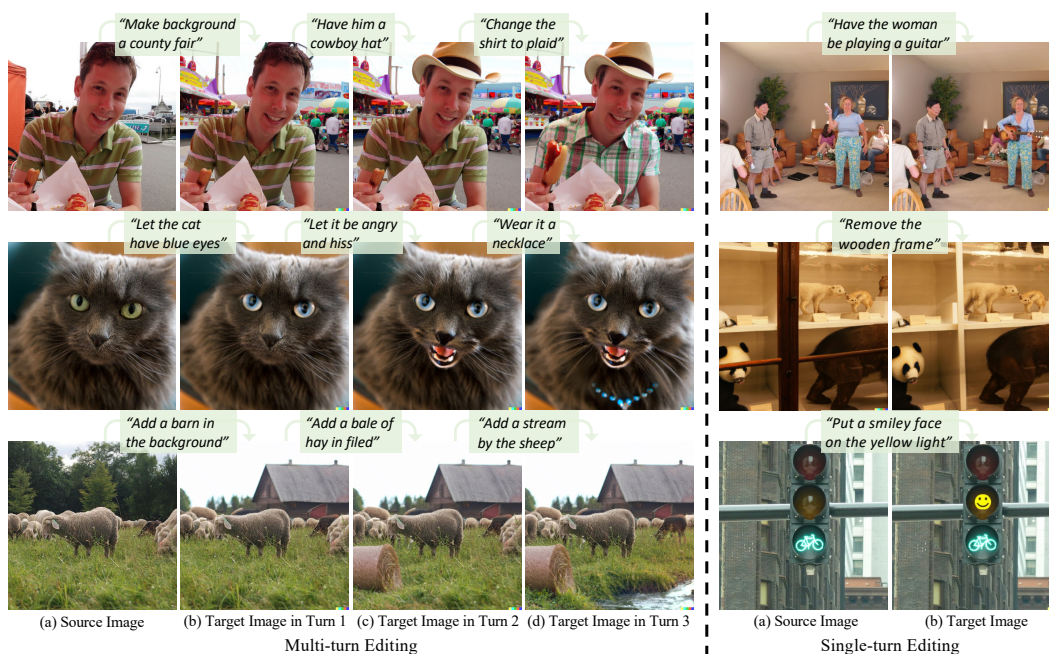 “Make background
a county fair”
“Have him a
cowboy hat”
“Change the
shirt to plaid”
“Have the woman
be playing a guitar”
“Let the cat
have blue eyes”
“Let it be angry
and hiss”
“Wear it a
necklace”
“Remove the
wooden frame”
“Add a barn in
the background”
“Add a bale of
hay in filed”
“Add a stream
by the sheep”
“Put a smiley face
on the yellow light”
(a) Source Image
(b) Target Image in Turn 1
(c) Target Image in Turn 2
(d) Target Image in Turn 3
(a) Source Image
(b) Target Image
Multi-turn Editing
Single-turn Editing